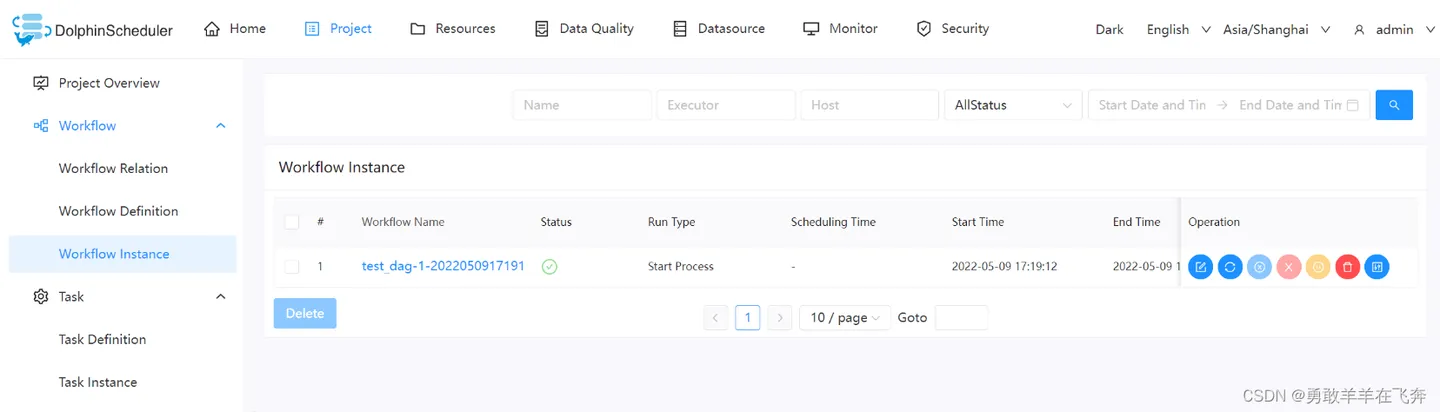 DolphinScheduler Home Project Resources Data Quality Datasource Monitor Security Dark English Asia/Shanghai admin
Project Overview
Workflow
Workflow Relation
Workflow Definition
Workflow Instance
Task
Task Definition
Task Instance
Name Executor Host AllStatus Start Date and Tim End Date and Tim
Workflow Instance
# Workflow Name Status Run Type Scheduling Time Start Time End Time Operation
1 test_dag-1-2022050917191 Start Process - 2022-05-09 17:19:12 2022-05-09 1
Delete 1 10 / page Goto
CSDN @勇敢羊羊在飞奔